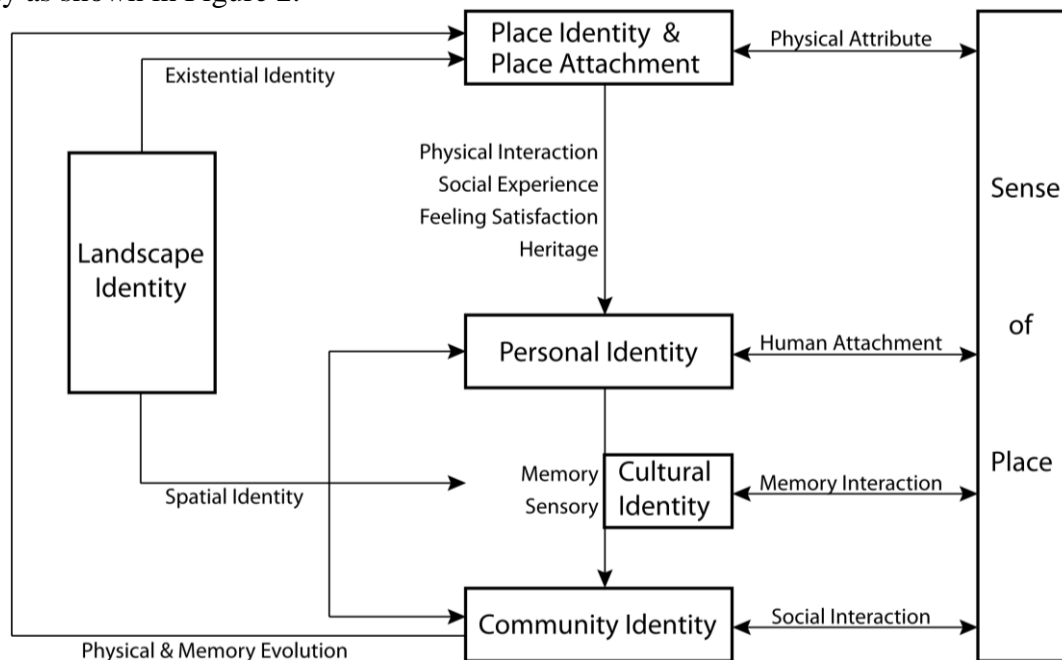 y as shown in Figure 2.
Place Identity &
Place Attachment
Physical Attribute
Existential Identity
Physical Interaction
Social Experience
Feeling Satisfaction
Heritage
Sense
of
Place
Landscape
Identity
Personal Identity
Human Attachment
Memory
Sensory
Cultural
Identity
Memory Interaction
Spatial Identity
Community Identity
Social Interaction
Physical & Memory Evolution